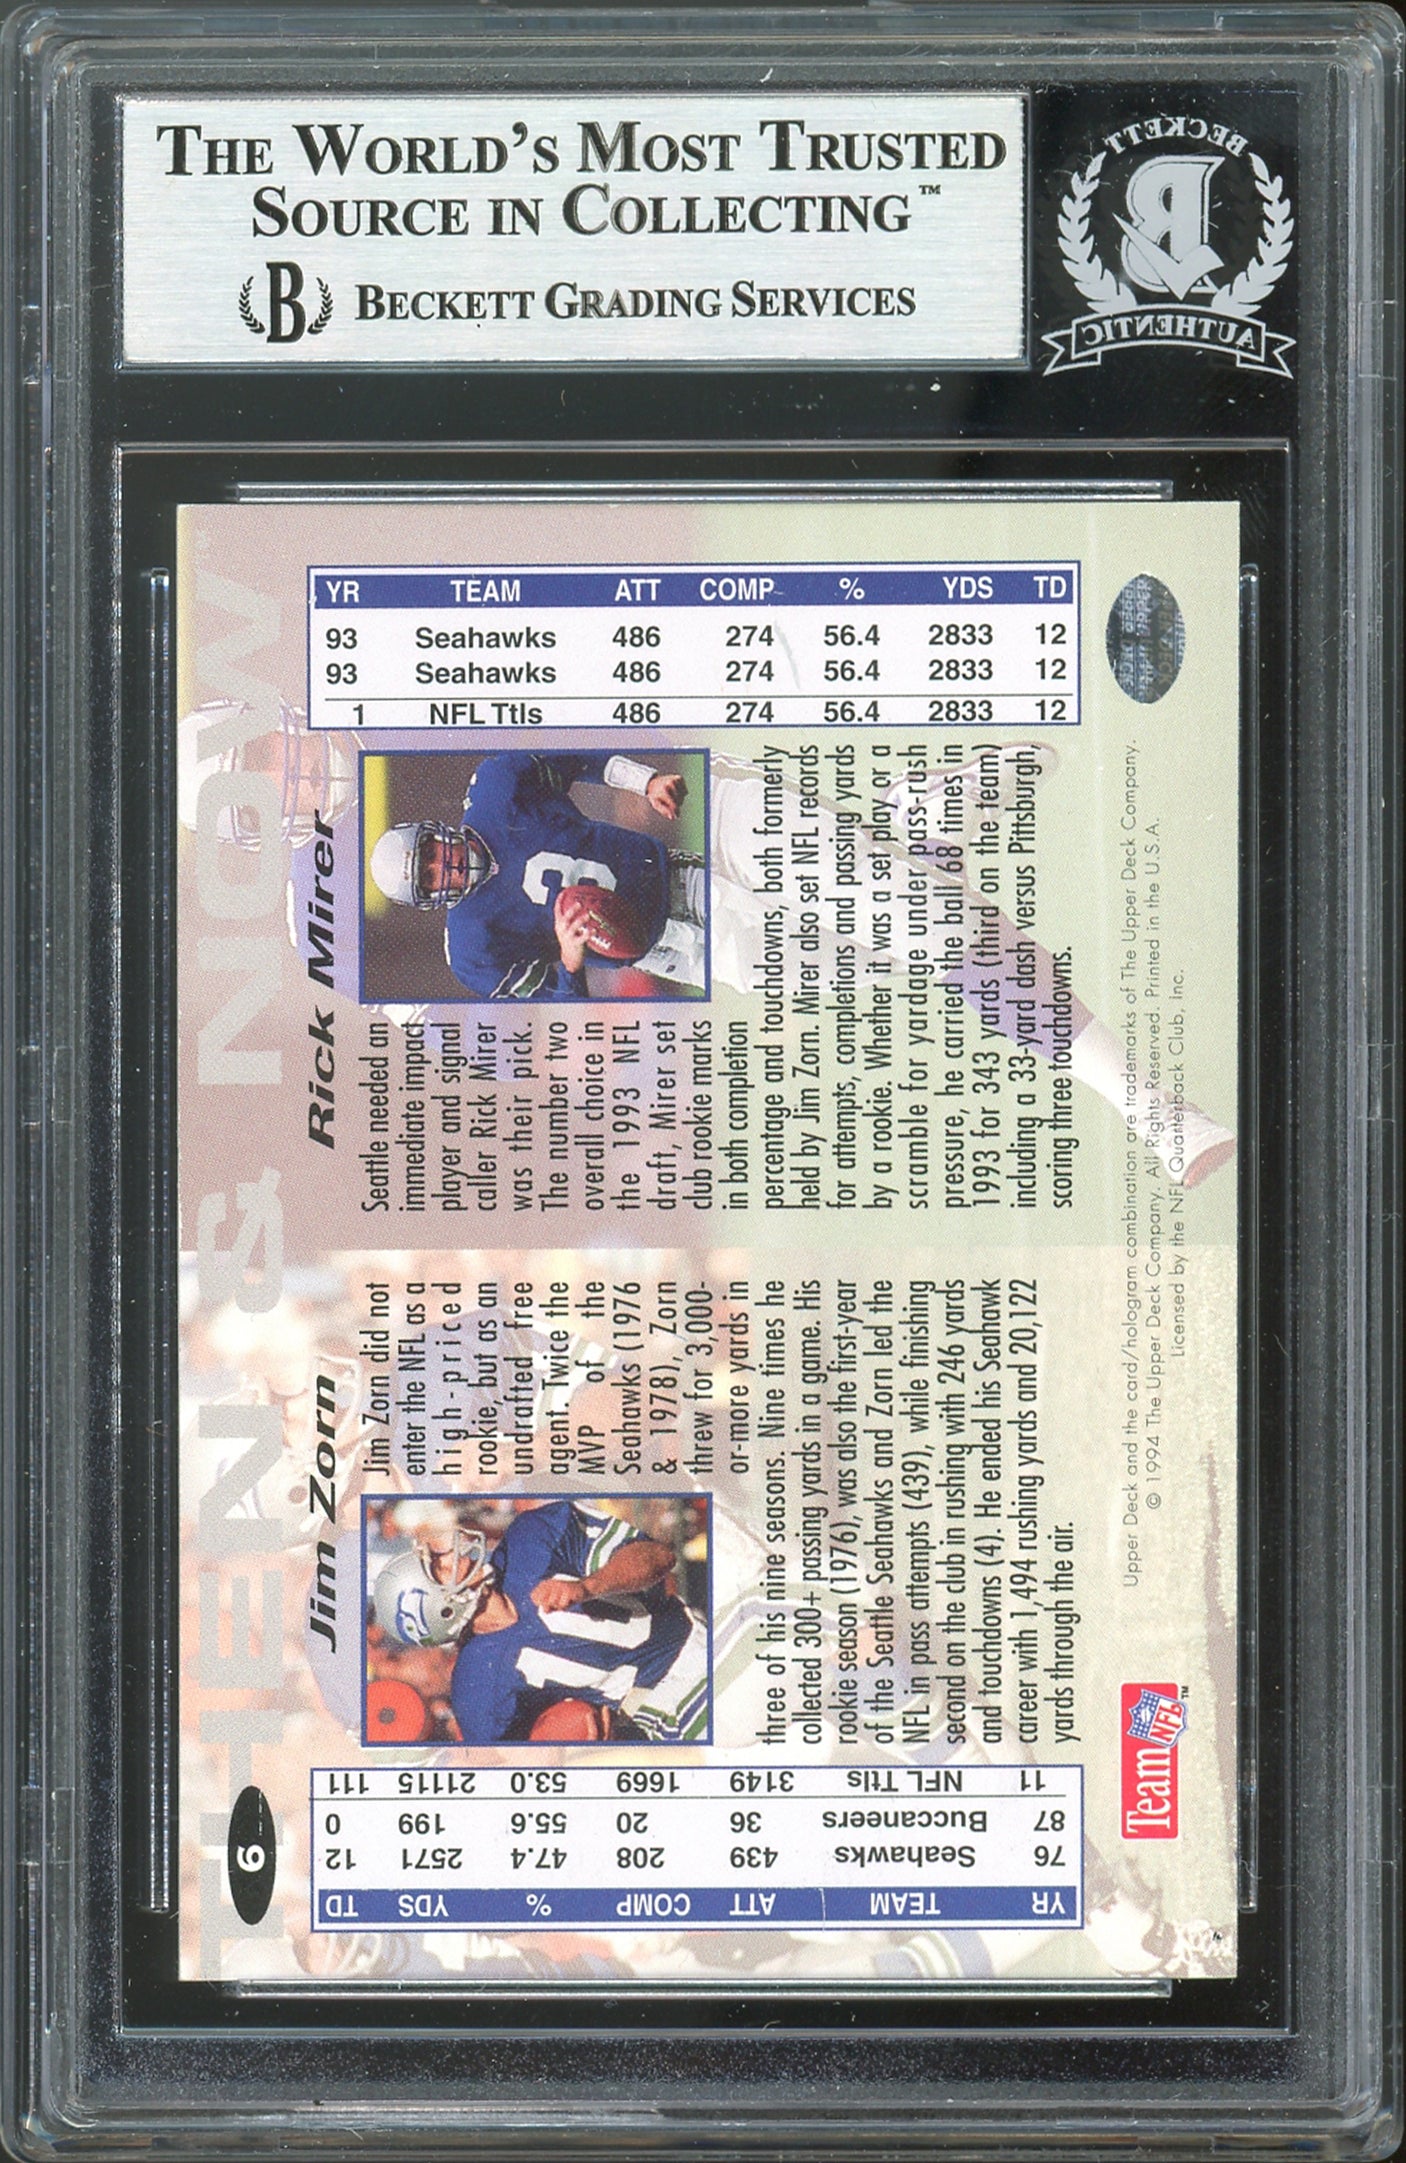 THE WORLD'S MOST TRUSTED
SOURCE IN COLLECTING™
B BECKETT GRADING SERVICES
BECKETT
B
AUTHENTIC
YR TEAM ATT COMP % YDS TD
93 Seahawks 486 274 56.4 2833 12
93 Seahawks 486 274 56.4 2833 12
1 NFL Ttls 486 274 56.4 2833 12
THEN & NOW
Rick Mirer
Seattle needed an
immediate impact
player and signal
caller Rick Mirer
was their pick.
The number two
overall choice in
the 1993 NFL
draft, Mirer set
club rookie marks
in both completion
percentage and touchdowns, both formerly
held by Jim Zorn. Mirer also set NFL records
for attempts, completions and passing yards
by a rookie. Whether it was a set play or a
scramble for yardage under pass-rush
pressure, he carried the ball 68 times in
1993 for 343 yards (third on the team)
including a 33-yard dash versus Pittsburgh,
scoring three touchdowns.
3
Jim Zorn
Jim Zorn did not
enter the NFL as a
high-priced
rookie, but as an
undrafted free
agent. Twice the
MVP of the
Seahawks (1976
& 1978), Zorn
threw for 3,000-
or-more yards in
three of his nine seasons. Nine times he
collected 300+ passing yards in a game. His
rookie season (1976), was also the first-year
of the Seattle Seahawks and Zorn led the
NFL in pass attempts (439), while finishing
second on the club in rushing with 246 yards
and touchdowns (4). He ended his Seahawk
career with 1,494 rushing yards and 20,122
yards through the air.
10
YR TEAM ATT COMP % YDS TD
76 Seahawks 439 208 47.4 2571 12
87 Buccaneers 36 20 55.6 199 0
11 NFL Ttls 3149 1669 53.0 21115 111
6
Upper Deck and the card/hologram combination are trademarks of The Upper Deck Company.
© 1994 The Upper Deck Company. All Rights Reserved. Printed in the U.S.A.
Licensed by the NFL Quarterback Club, Inc.
Team NFL™